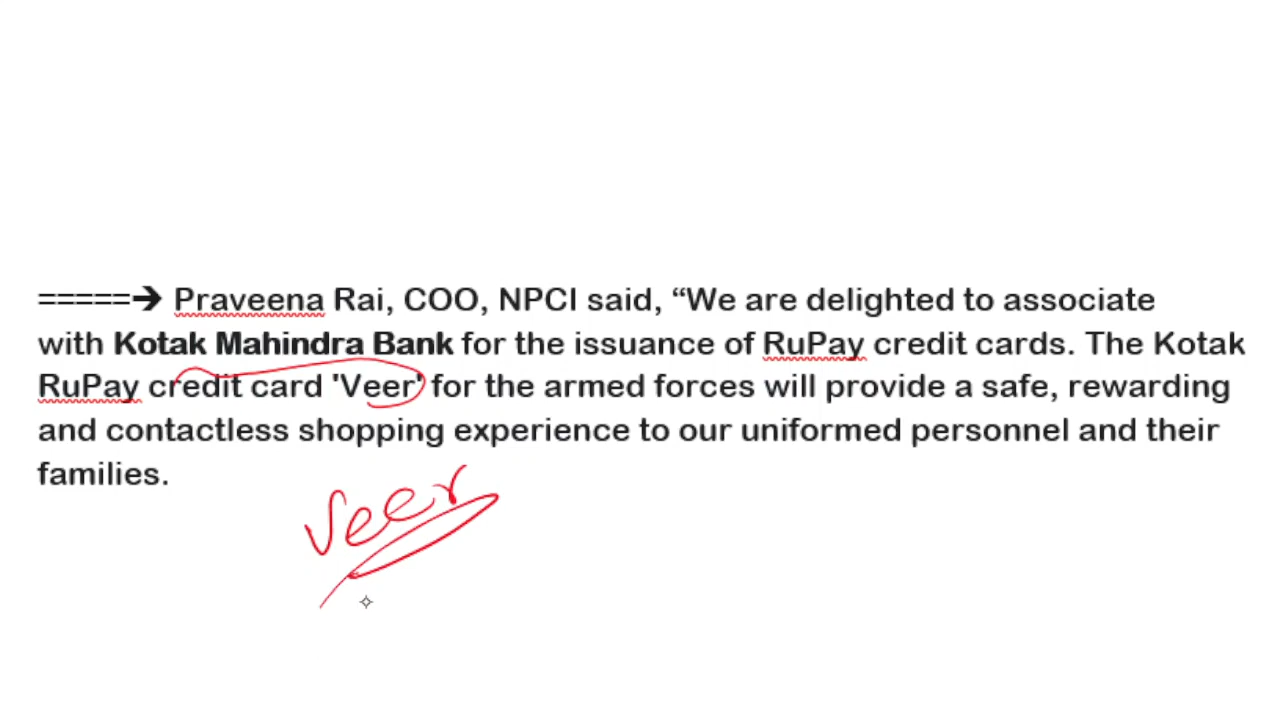 =====➔ Praveena Rai, COO, NPCI said, “We are delighted to associate
with Kotak Mahindra Bank for the issuance of RuPay credit cards. The Kotak
RuPay credit card 'Veer' for the armed forces will provide a safe, rewarding
and contactless shopping experience to our uniformed personnel and their
families.
Veer